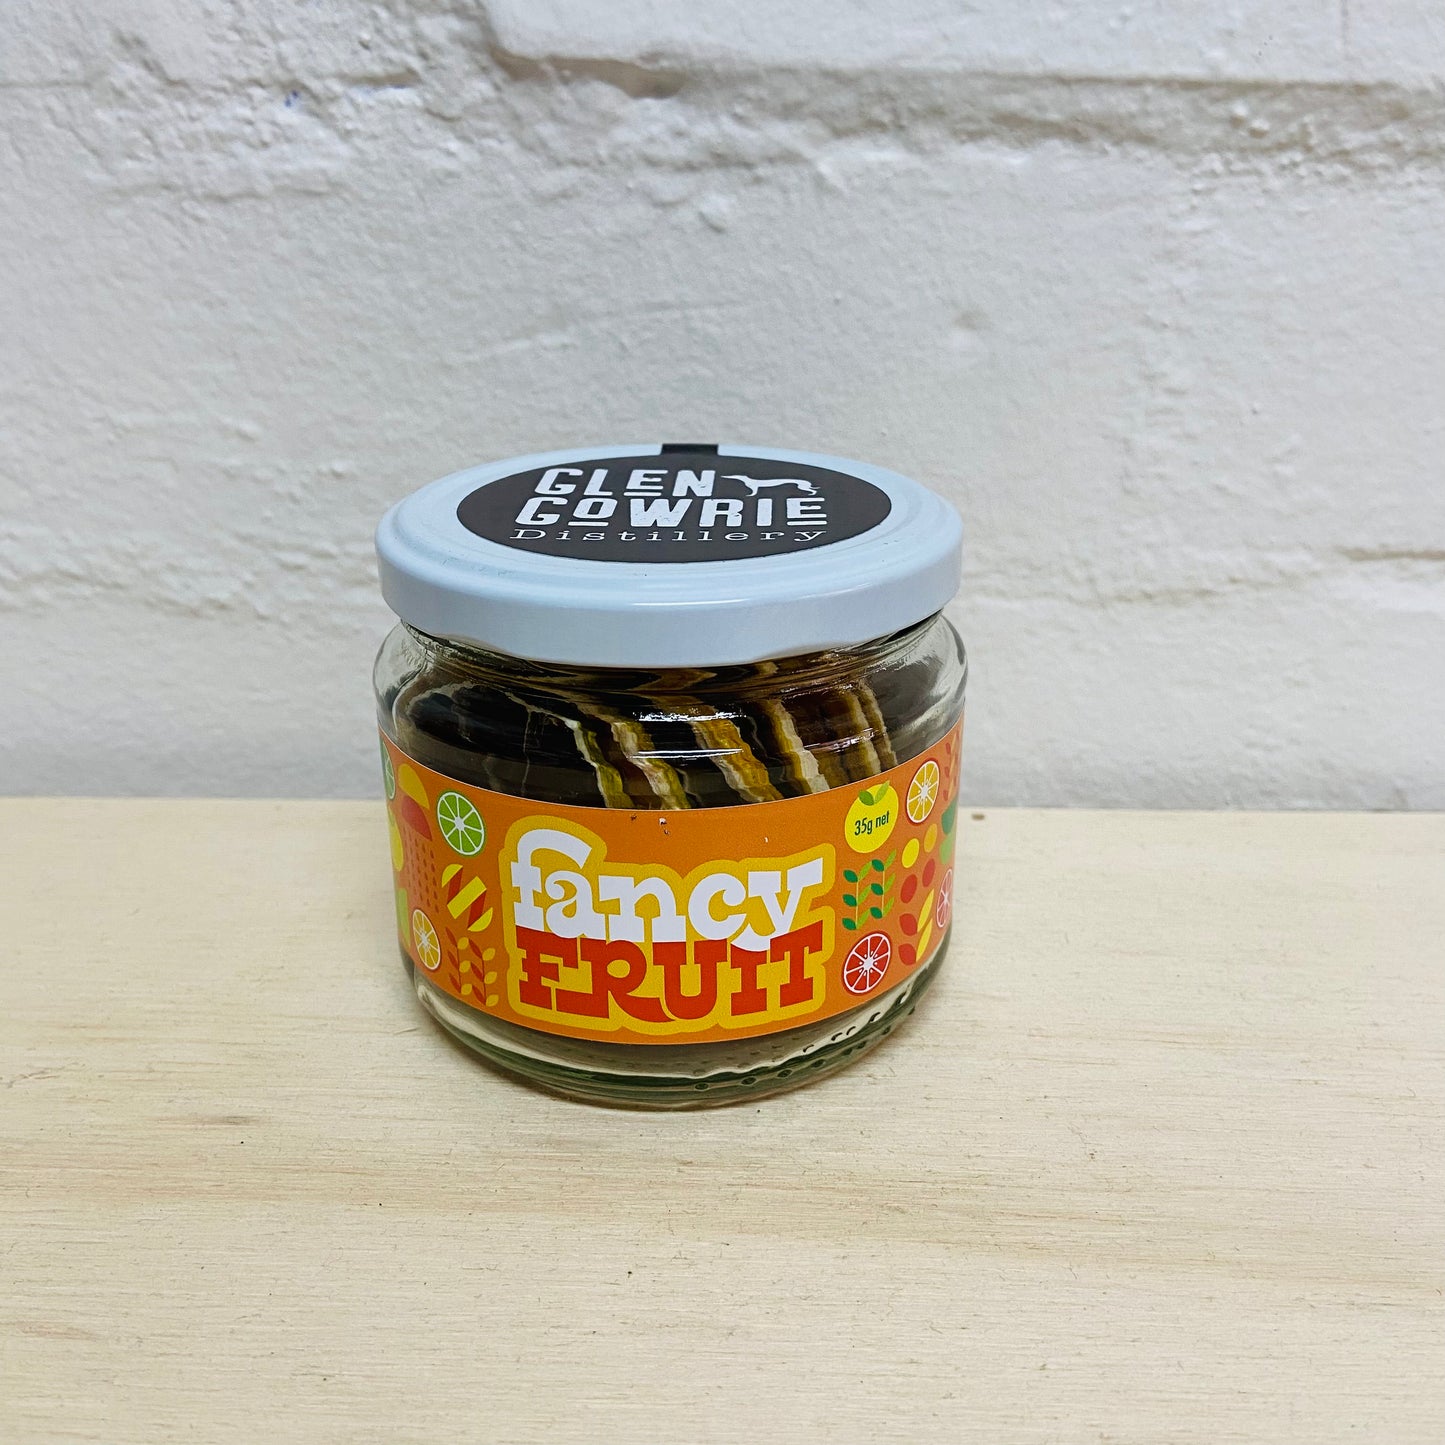 GLEN
GOWRIE
Distillery
35g net
fancy
FRUIT